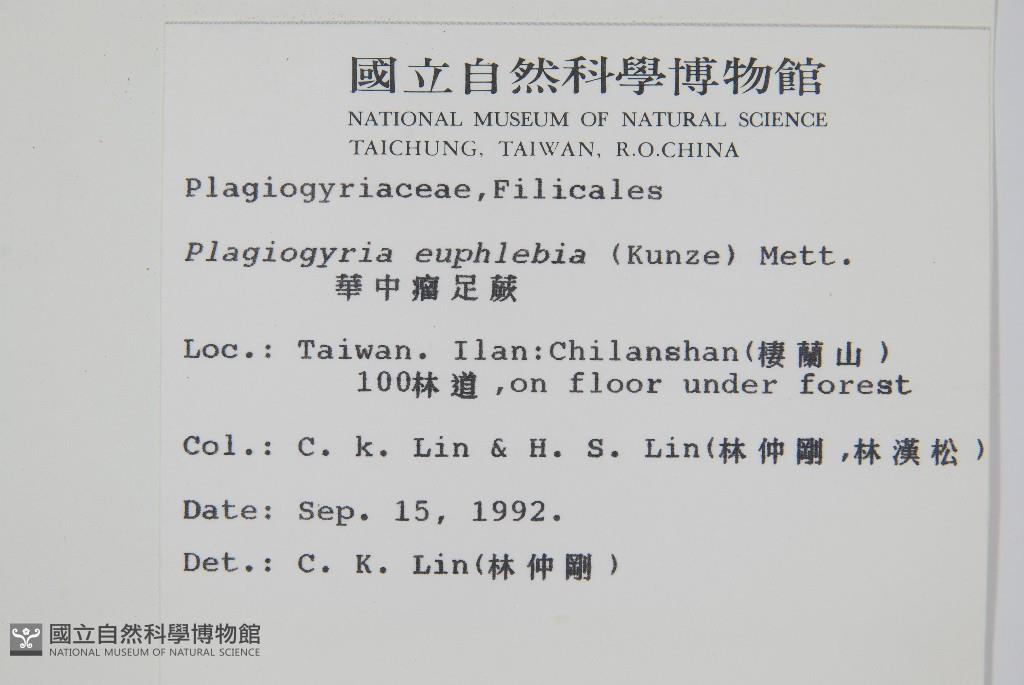 國立自然科學博物館
NATIONAL MUSEUM OF NATURAL SCIENCE
TAICHUNG, TAIWAN, R.O.CHINA
Plagiogyriaceae,Filicales
Plagiogyria euphlebia (Kunze) Mett.
華中瘤足蕨
Loc.: Taiwan. Ilan:Chilanshan(棲蘭山)
100林道,on floor under forest
Col.: C. k. Lin & H. S. Lin(林仲剛,林漢松)
Date: Sep. 15, 1992.
Det.: C. K. Lin(林仲剛)
國立自然科學博物館
NATIONAL MUSEUM OF NATURAL SCIENCE